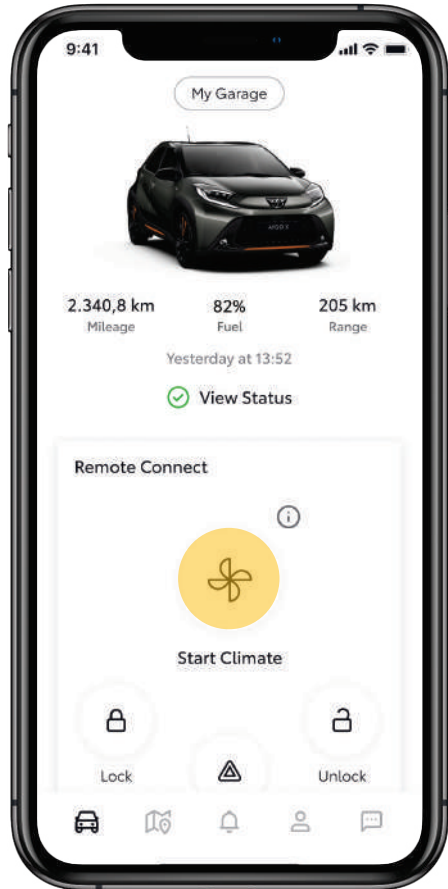 9:41
My Garage
AYGO X
2.340,8 km 82% 205 km
Mileage Fuel Range
Yesterday at 13:52
View Status
Remote Connect
Start Climate
Lock Unlock